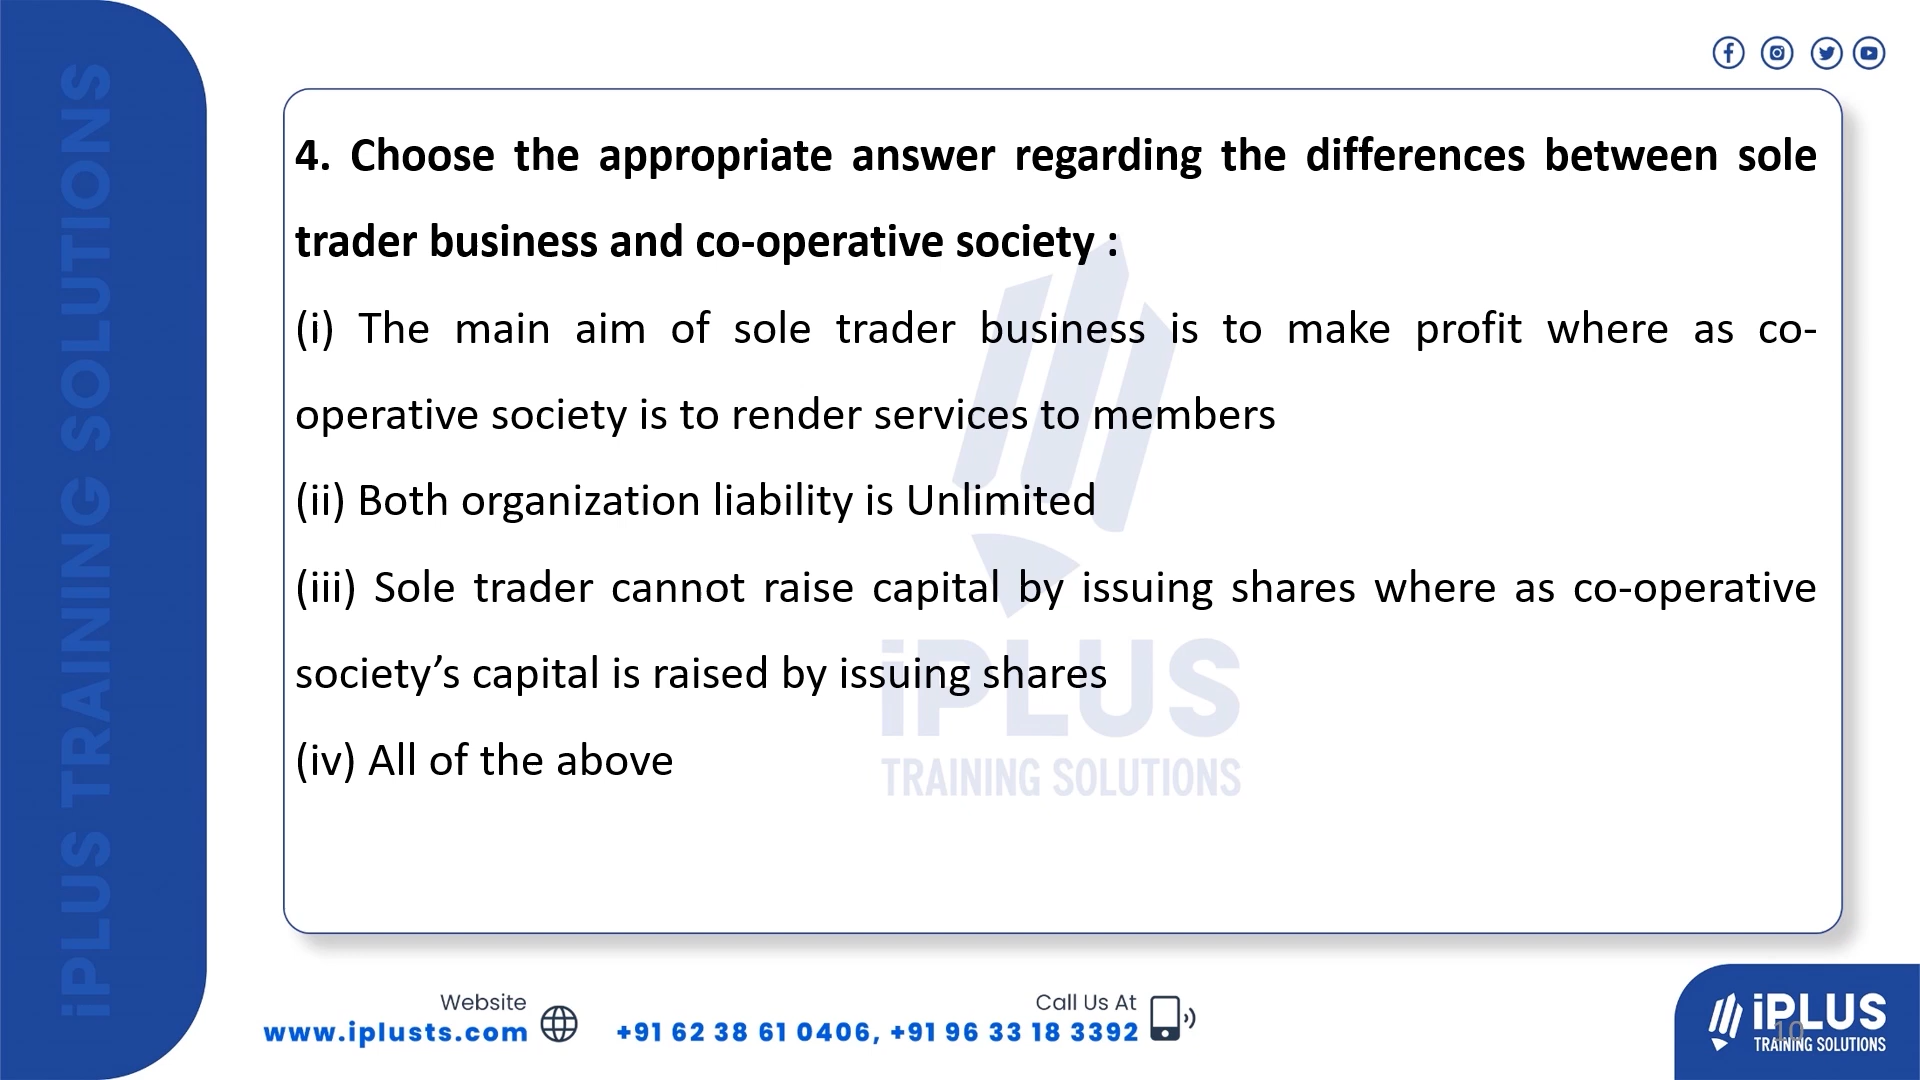 iPLUS TRAINING SOLUTIONS
4. Choose the appropriate answer regarding the differences between sole
trader business and co-operative society :
(i) The main aim of sole trader business is to make profit where as co-
operative society is to render services to members
(ii) Both organization liability is Unlimited
(iii) Sole trader cannot raise capital by issuing shares where as co-operative
society’s capital is raised by issuing shares
(iv) All of the above
iPLUS
TRAINING SOLUTIONS
Website
www.iplusts.com
Call Us At
+91 62 38 61 0406, +91 96 33 18 3392
iPLUS
10
TRAINING SOLUTIONS